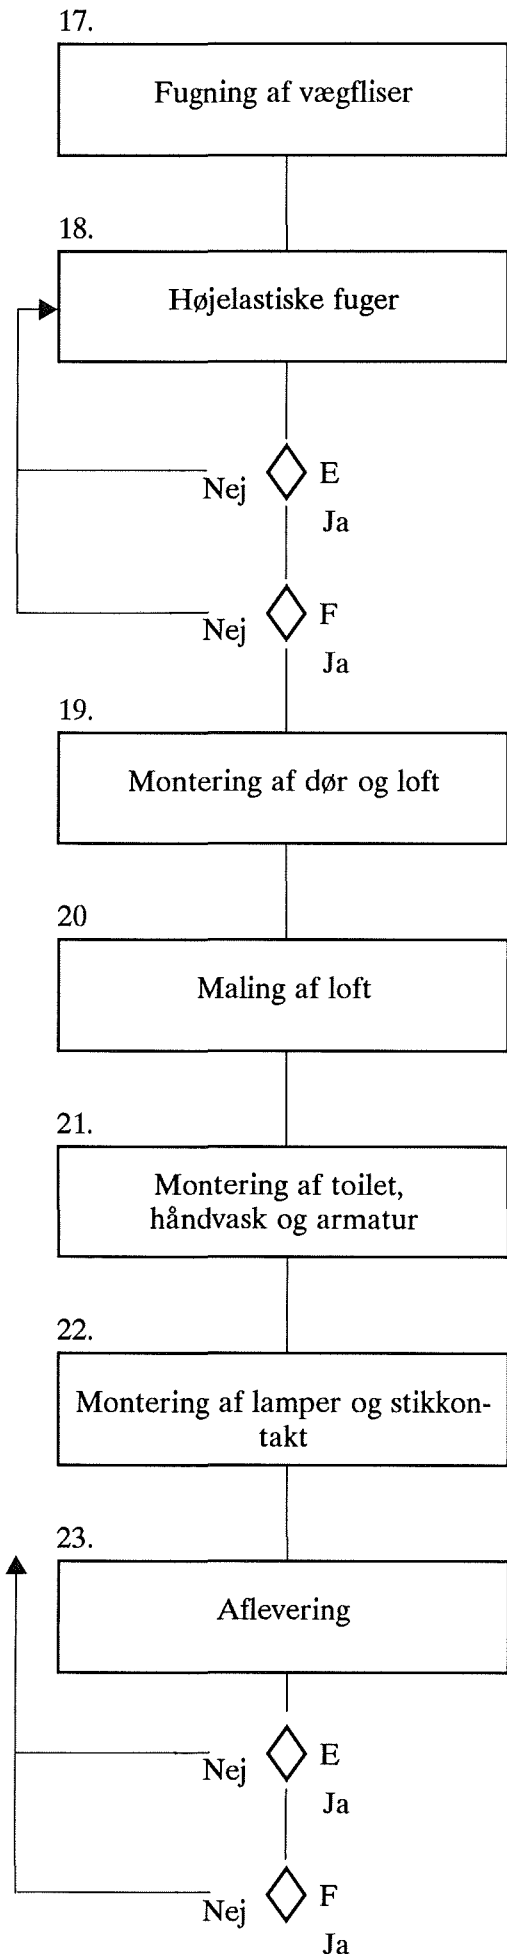 17.
Fugning af vægfliser
18.
Højelastiske fuger
Nej E
Ja
Nej F
Ja
19.
Montering af dør og loft
20
Maling af loft
21.
Montering af toilet,
håndvask og armatur
22.
Montering af lamper og stikkon-
takt
23.
Aflevering
Nej E
Ja
Nej F
Ja